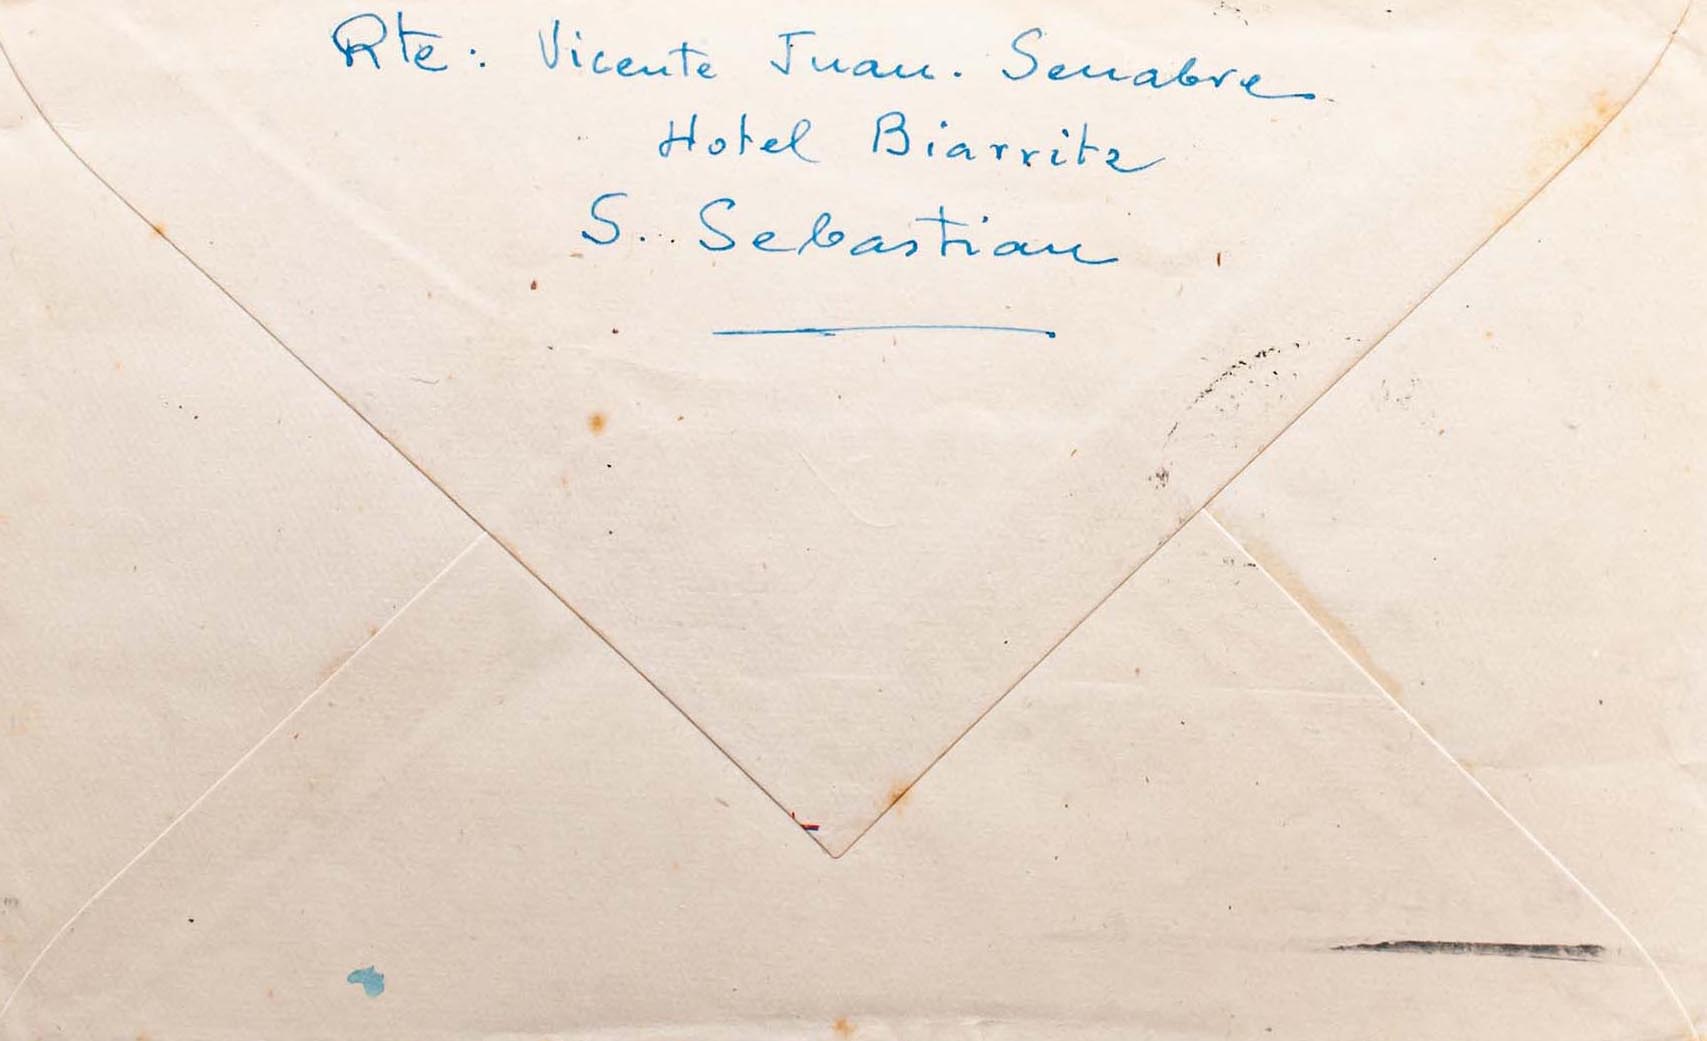 Rte: Vicente Juan. Senabre
Hotel Biarritz
S. Sebastian